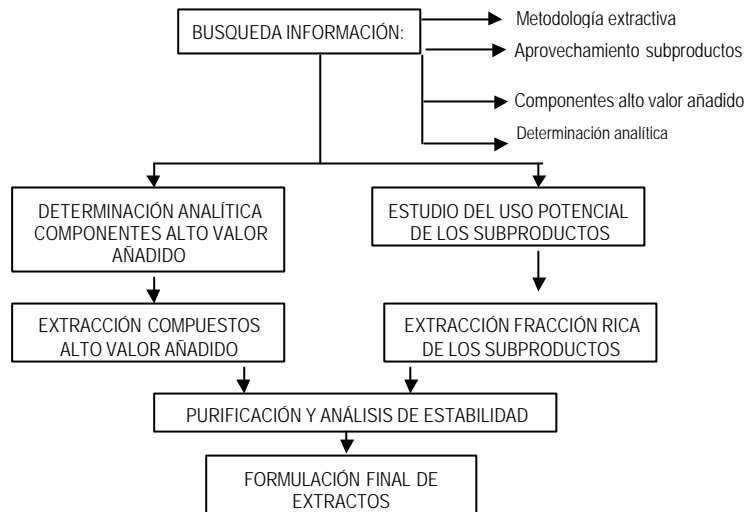 BUSQUEDA INFORMACIÓN:
Metodología extractiva
Aprovechamiento subproductos
Componentes alto valor añadido
Determinación analítica
DETERMINACIÓN ANALÍTICA
COMPONENTES ALTO VALOR
AÑADIDO
ESTUDIO DEL USO POTENCIAL
DE LOS SUBPRODUCTOS
EXTRACCIÓN COMPUESTOS
ALTO VALOR AÑADIDO
EXTRACCIÓN FRACCIÓN RICA
DE LOS SUBPRODUCTOS
PURIFICACIÓN Y ANÁLISIS DE ESTABILIDAD
FORMULACIÓN FINAL DE
EXTRACTOS